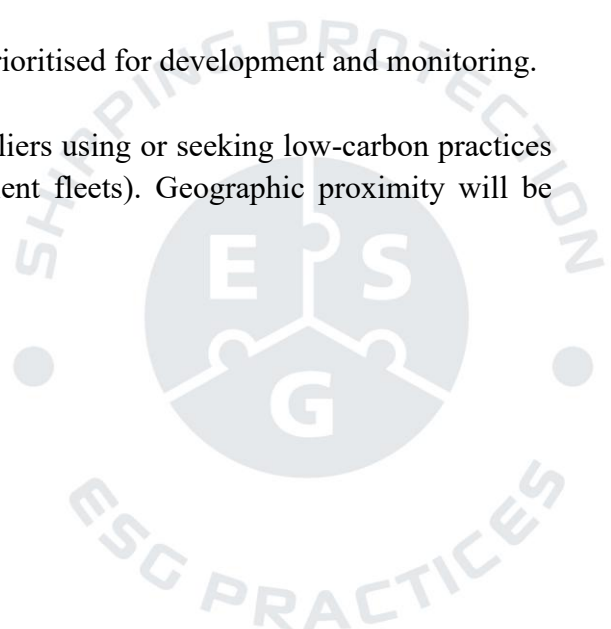 rioritised for development and monitoring.
liers using or seeking low-carbon practices
ent fleets). Geographic proximity will be
SHIPPING PROTECTION
E S
G
ESG PRACTICES